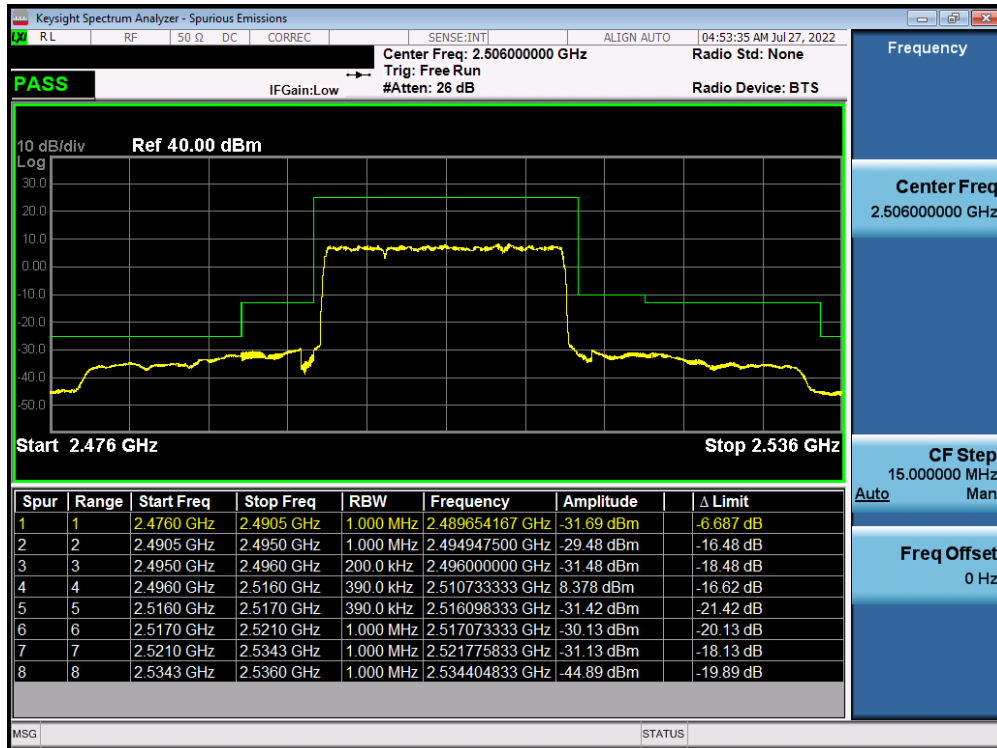 Keysight Spectrum Analyzer - Spurious Emissions
LXI RL RF 50 Ω DC CORREC SENSE:INT ALIGN AUTO 04:53:35 AM Jul 27, 2022
Center Freq: 2.506000000 GHz Radio Std: None
Trig: Free Run
PASS IFGain:Low #Atten: 26 dB Radio Device: BTS
10 dB/div Ref 40.00 dBm
Log
30.0
20.0
10.0
0.00
-10.0
-20.0
-30.0
-40.0
-50.0
Start 2.476 GHz Stop 2.536 GHz
Spur Range Start Freq Stop Freq RBW Frequency Amplitude Δ Limit
1 1 2.4760 GHz 2.4905 GHz 1.000 MHz 2.489654167 GHz -31.69 dBm -6.687 dB
2 2 2.4905 GHz 2.4950 GHz 1.000 MHz 2.494947500 GHz -29.48 dBm -16.48 dB
3 3 2.4950 GHz 2.4960 GHz 200.0 kHz 2.496000000 GHz -31.48 dBm -18.48 dB
4 4 2.4960 GHz 2.5160 GHz 390.0 kHz 2.510733333 GHz 8.378 dBm -16.62 dB
5 5 2.5160 GHz 2.5170 GHz 390.0 kHz 2.516098333 GHz -31.42 dBm -21.42 dB
6 6 2.5170 GHz 2.5210 GHz 1.000 MHz 2.517073333 GHz -30.13 dBm -20.13 dB
7 7 2.5210 GHz 2.5343 GHz 1.000 MHz 2.521775833 GHz -31.13 dBm -18.13 dB
8 8 2.5343 GHz 2.5360 GHz 1.000 MHz 2.534404833 GHz -44.89 dBm -19.89 dB
MSG STATUS
Frequency
Center Freq
2.506000000 GHz
CF Step
15.000000 MHz
Auto Man
Freq Offset
0 Hz